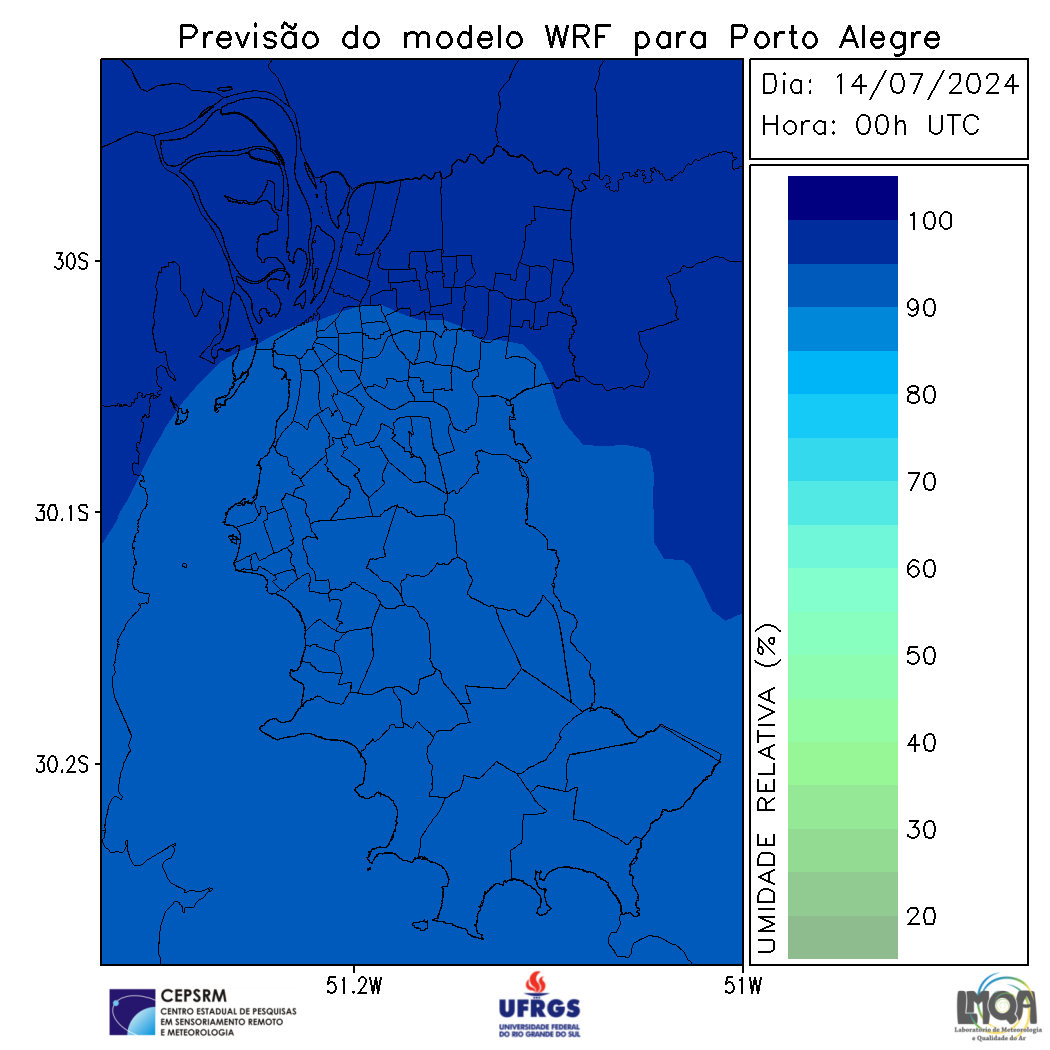 Previsão do modelo WRF para Porto Alegre
Dia: 14/07/2024
Hora: 00h UTC
30S
30.1S
30.2S
51.2W
51W
UMIDADE RELATIVA (%)
100
90
80
70
60
50
40
30
20
CEPSRM
CENTRO ESTADUAL DE PESQUISAS
EM SENSORIAMENTO REMOTO
E METEOROLOGIA
UFRGS
UNIVERSIDADE FEDERAL
DO RIO GRANDE DO SUL
LMQA
Laboratório de Meteorologia
e Qualidade do Ar